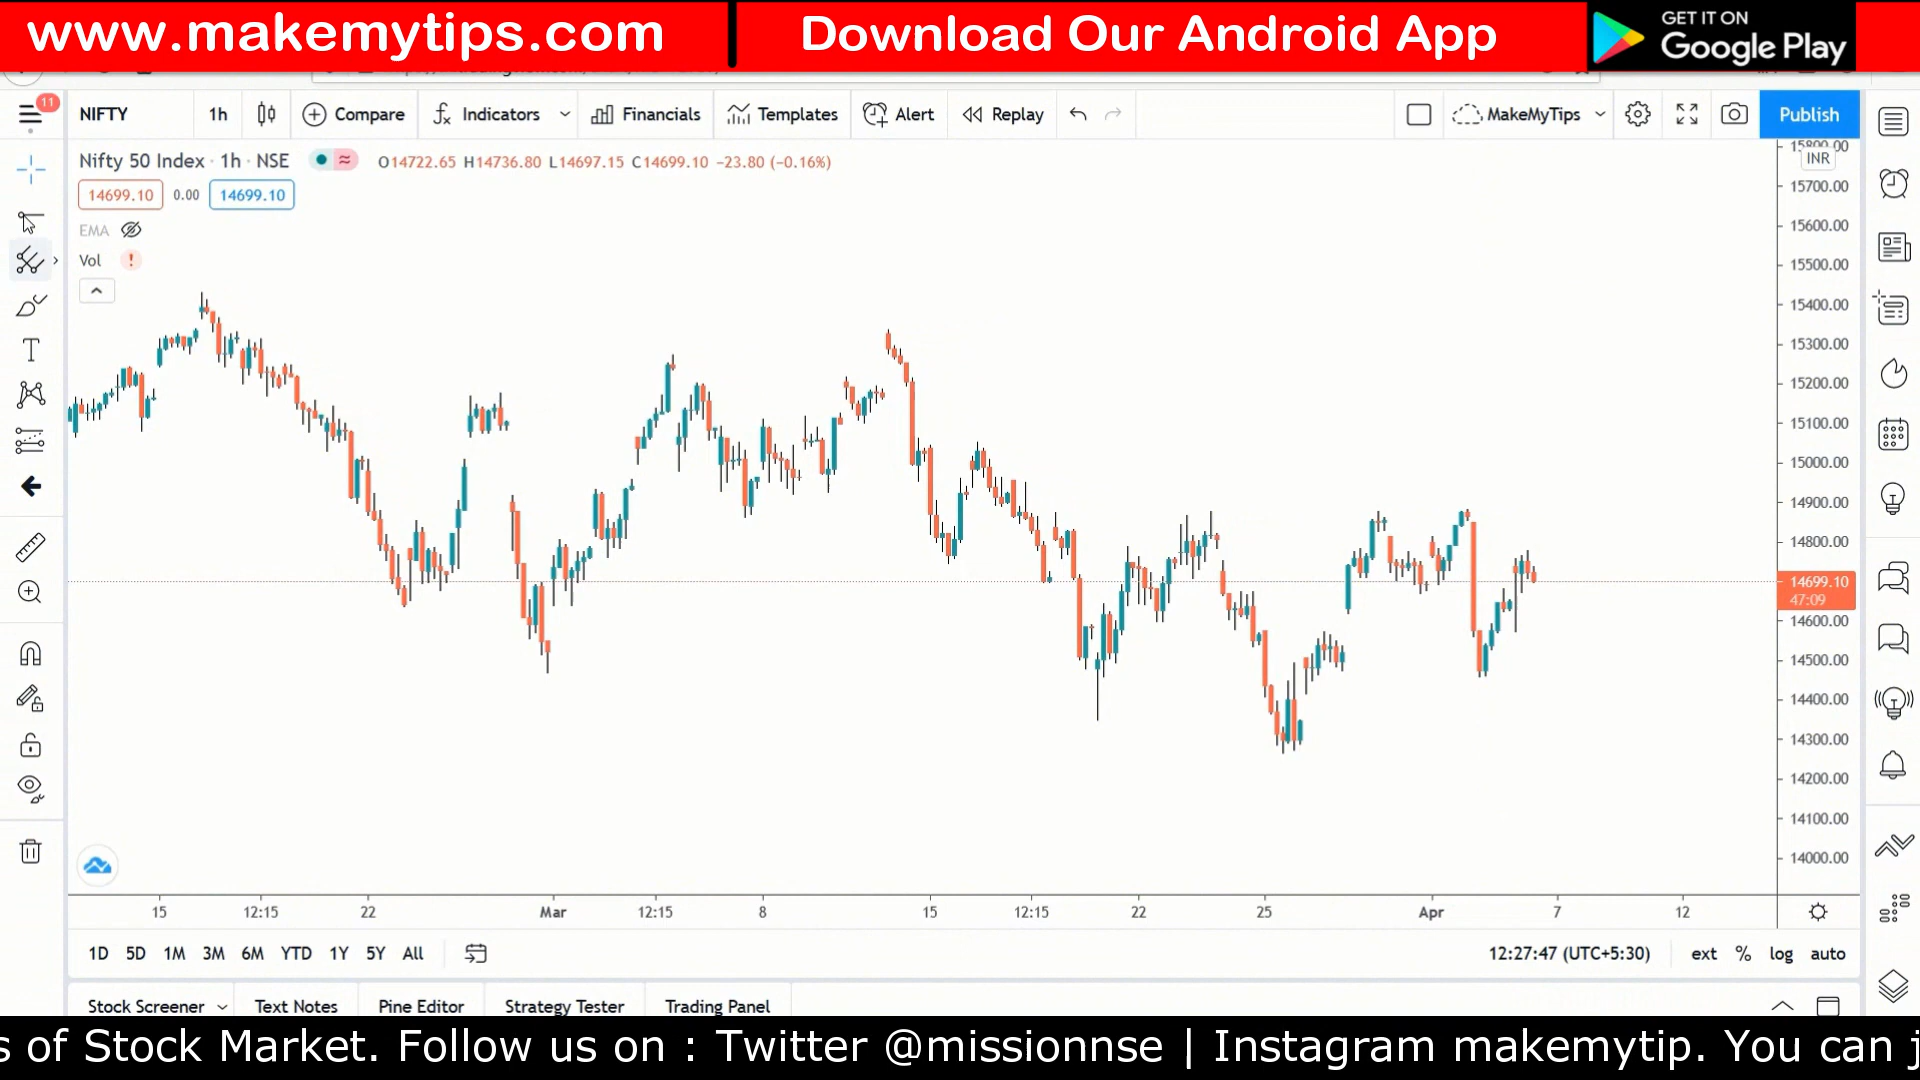 www.makemytips.com
Download Our Android App
GET IT ON
Google Play
11
NIFTY
1h
Compare
Indicators
Financials
Templates
Alert
Replay
MakeMyTips
Publish
Nifty 50 Index · 1h · NSE
O14722.65 H14736.80 L14697.15 C14699.10 −23.80 (−0.16%)
14699.10 0.00 14699.10
EMA
Vol !
15800.00
INR
15700.00
15600.00
15500.00
15400.00
15300.00
15200.00
15100.00
15000.00
14900.00
14800.00
14699.10
47:09
14600.00
14500.00
14400.00
14300.00
14200.00
14100.00
14000.00
15 12:15 22 Mar 12:15 8 15 12:15 22 25 Apr 7 12
1D 5D 1M 3M 6M YTD 1Y 5Y All
12:27:47 (UTC+5:30) ext % log auto
Stock Screener Text Notes Pine Editor Strategy Tester Trading Panel
s of Stock Market. Follow us on : Twitter @missionnse | Instagram makemytip. You can j